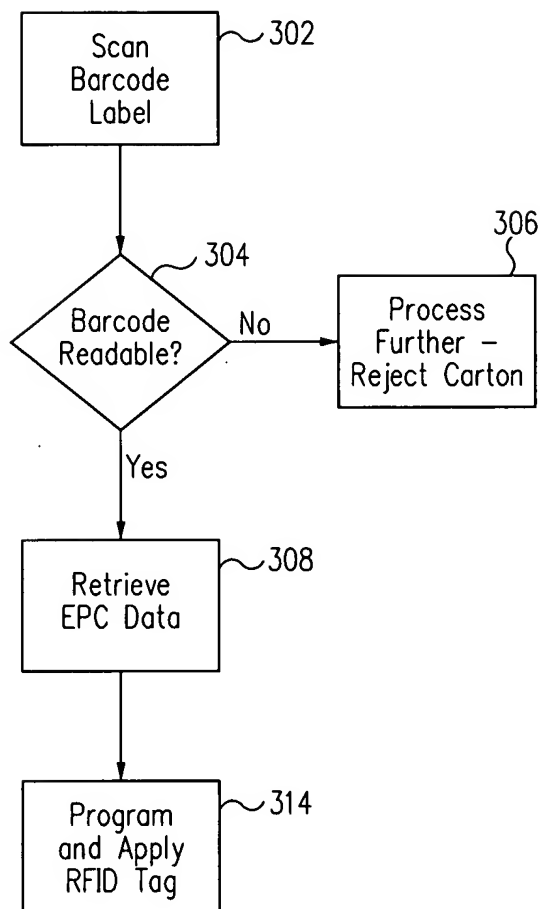 Scan
Barcode
Label
302
304
Barcode
Readable?
No
306
Process
Further –
Reject Carton
Yes
Retrieve
EPC Data
308
Program
and Apply
RFID Tag
314